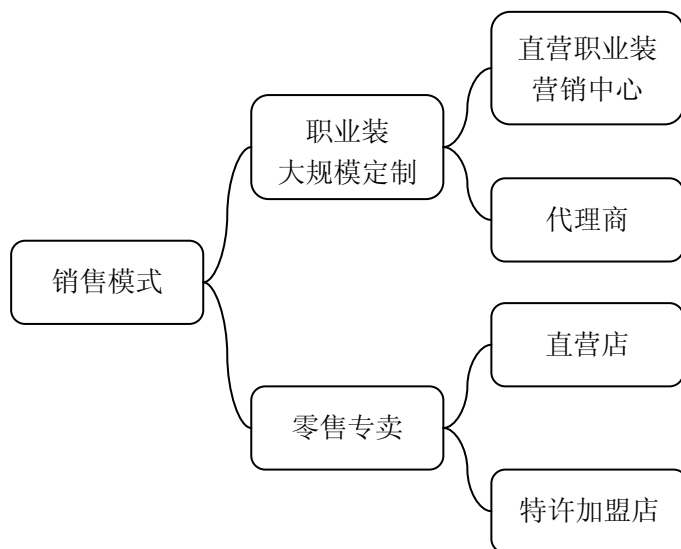 直营职业装
营销中心
职业装
大规模定制
代理商
销售模式
直营店
零售专卖
特许加盟店